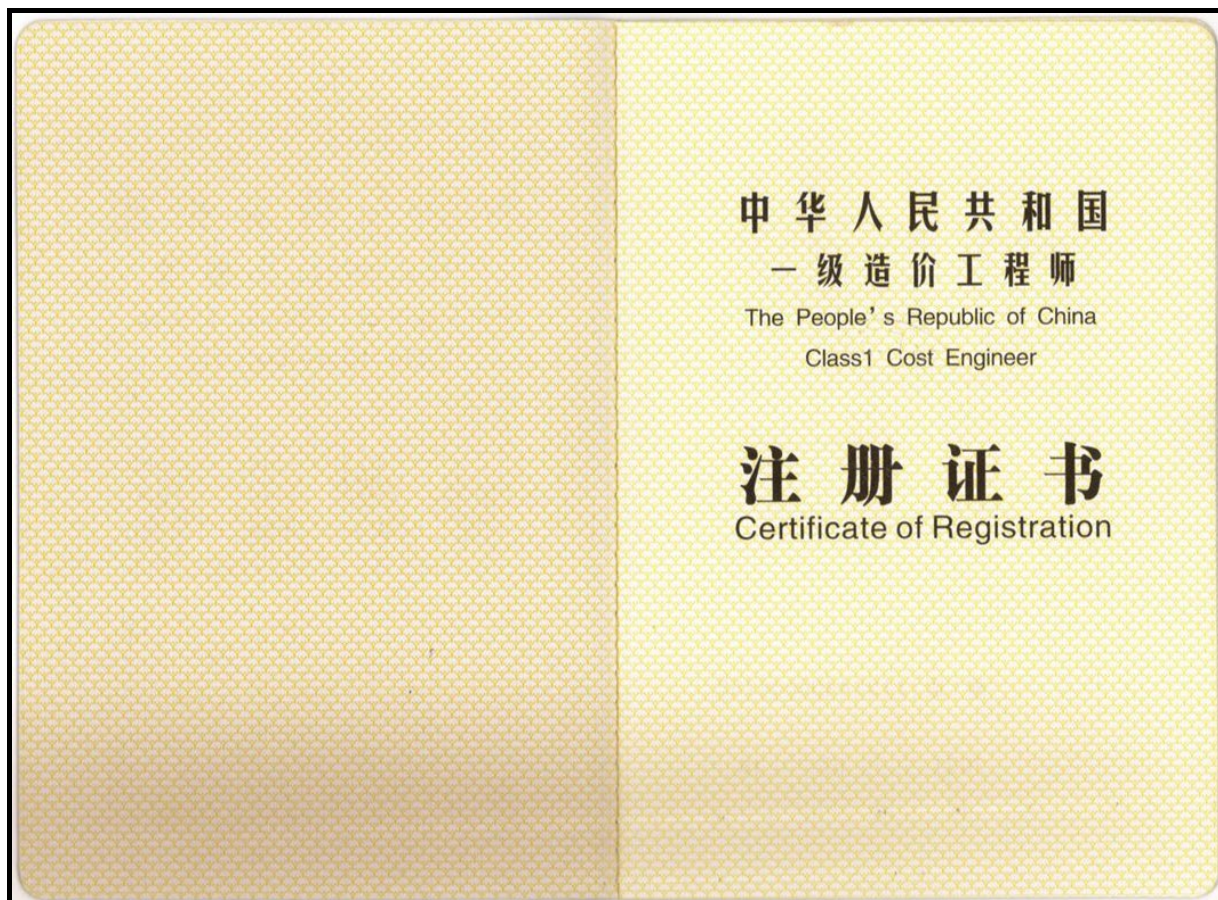 中华人民共和国
一级造价工程师
The People's Republic of China
Class1 Cost Engineer
注册证书
Certificate of Registration